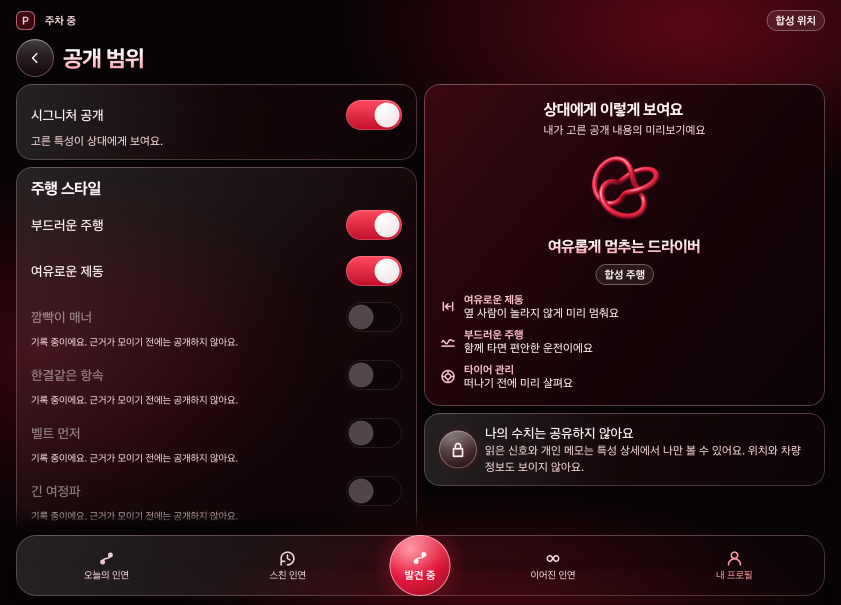 P 주차 중
합성 위치
공개 범위
시그니처 공개
고른 특성이 상대에게 보여요.
주행 스타일
부드러운 주행
여유로운 제동
깜빡이 매너
기록 중이에요. 근거가 모이기 전에는 공개하지 않아요.
한결같은 항속
기록 중이에요. 근거가 모이기 전에는 공개하지 않아요.
벨트 먼저
기록 중이에요. 근거가 모이기 전에는 공개하지 않아요.
긴 여정파
기록 중이에요. 근거가 모이기 전에는 공개하지 않아요.
상대에게 이렇게 보여요
내가 고른 공개 내용의 미리보기예요
여유롭게 멈추는 드라이버
합성 주행
여유로운 제동
옆 사람이 놀라지 않게 미리 멈춰요
부드러운 주행
함께 타면 편안한 운전이에요
타이어 관리
떠나기 전에 미리 살펴요
나의 수치는 공유하지 않아요
읽은 신호와 개인 메모는 특성 상세에서 나만 볼 수 있어요. 위치와 차량
정보도 보이지 않아요.
오늘의 인연
스친 인연
발견 중
이어진 인연
내 프로필